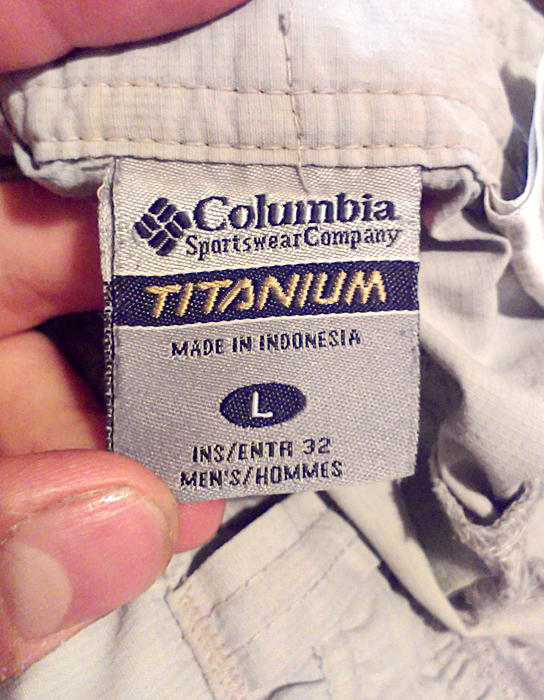 Columbia
SportswearCompany
TITANIUM
MADE IN INDONESIA
L
INS/ENTR 32
MEN'S/HOMMES